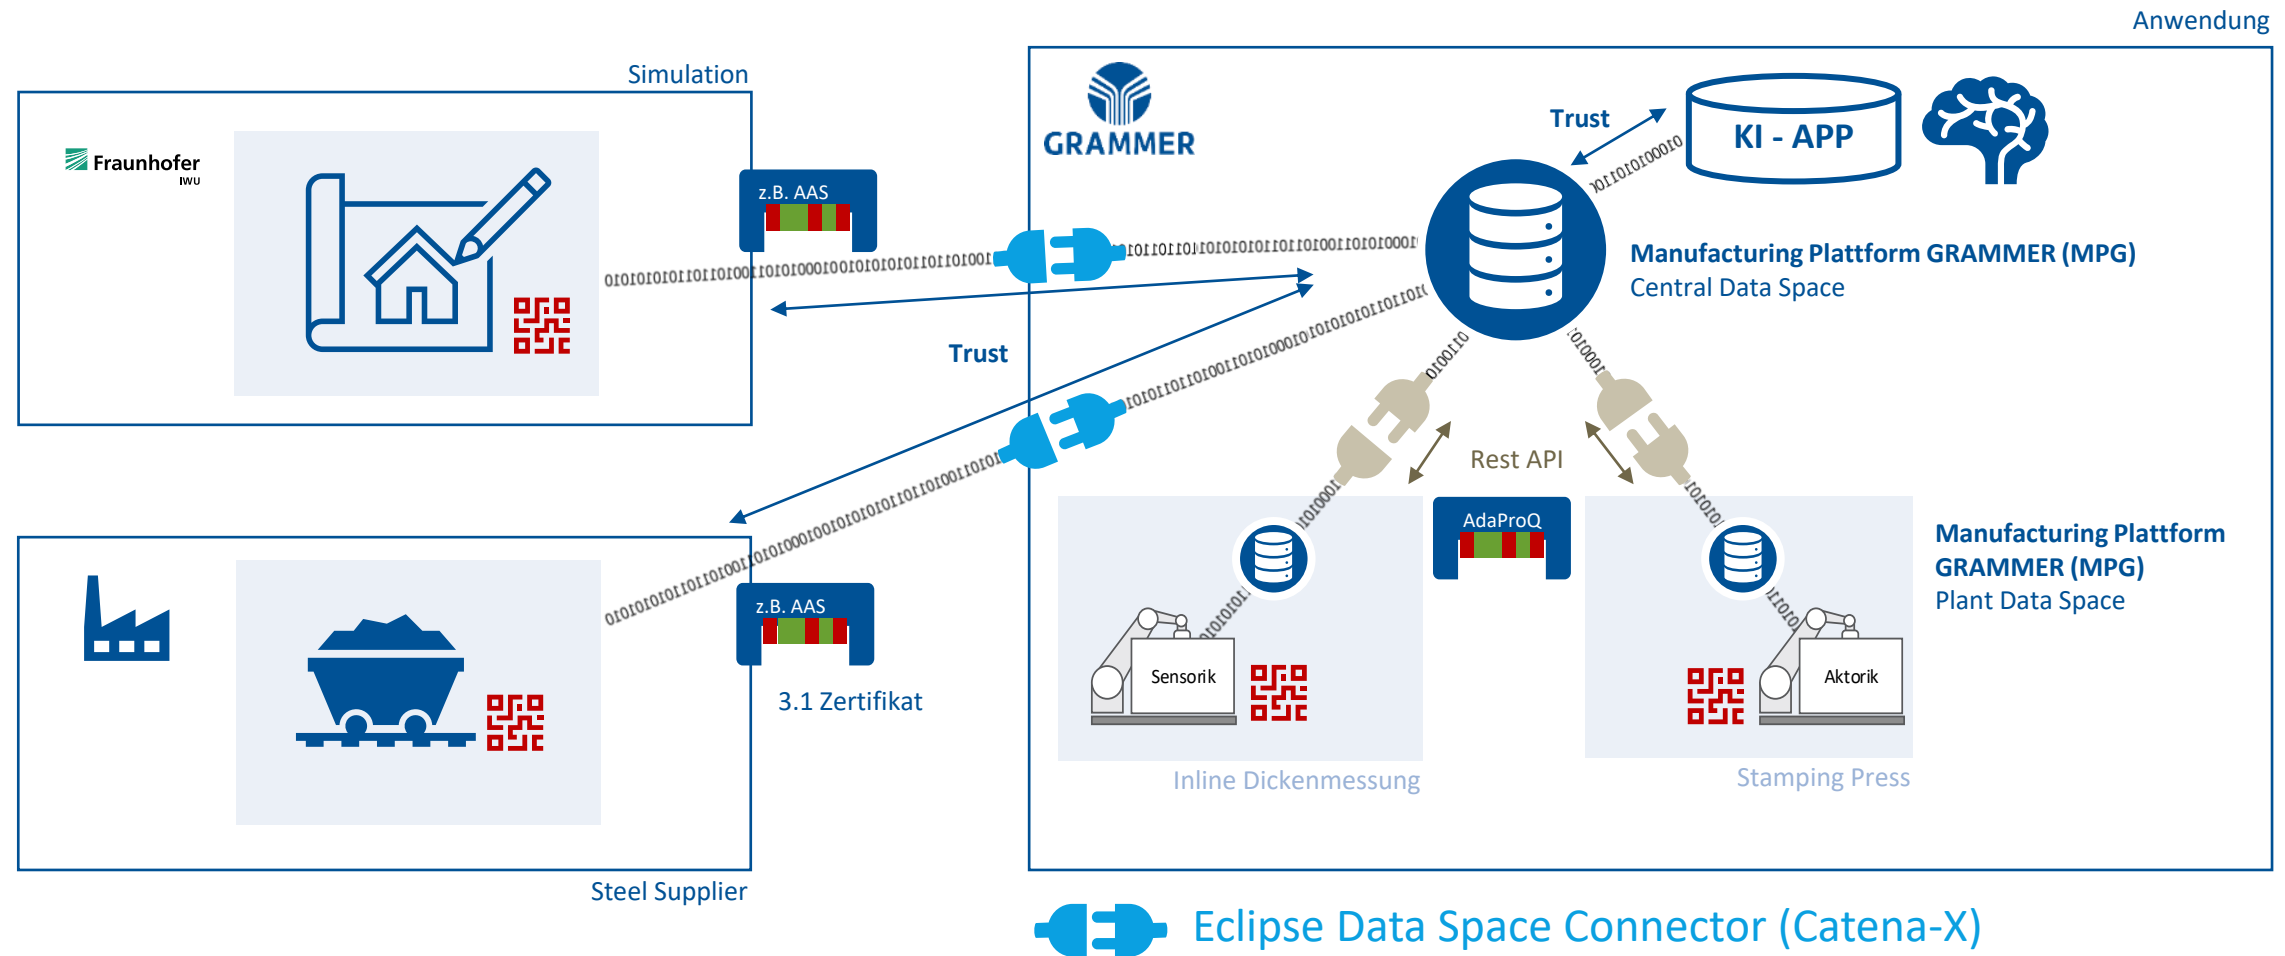 Anwendung
Simulation
Fraunhofer
IWU
z.B. AAS
GRAMMER
Trust
KI - APP
Manufacturing Plattform GRAMMER (MPG)
Central Data Space
Trust
Rest API
AdaProQ
Manufacturing Plattform
GRAMMER (MPG)
Plant Data Space
z.B. AAS
3.1 Zertifikat
Sensorik
Aktorik
Inline Dickenmessung
Stamping Press
Steel Supplier
Eclipse Data Space Connector (Catena-X)